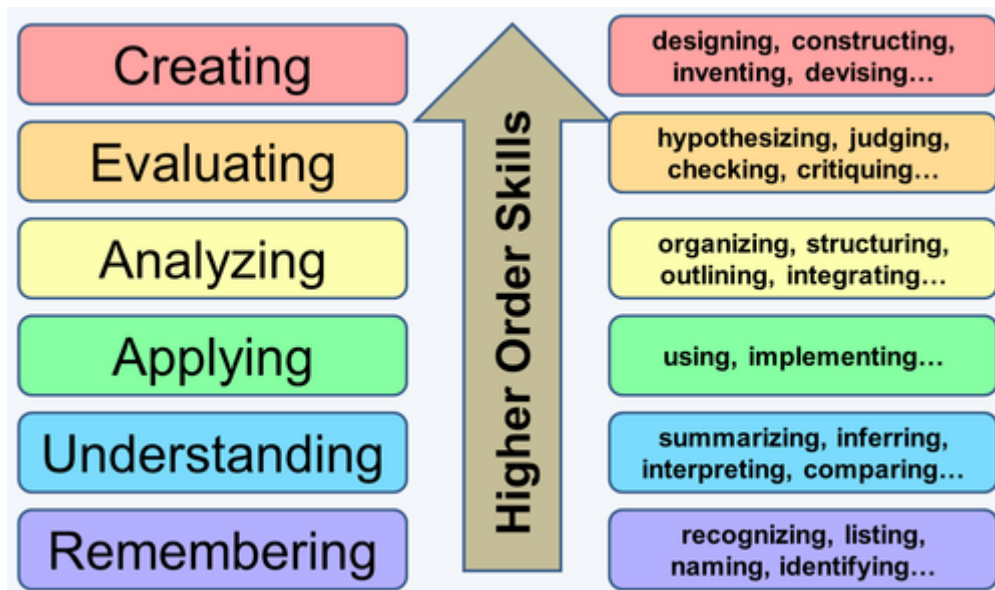 Creating
designing, constructing,
inventing, devising…
Evaluating
hypothesizing, judging,
checking, critiquing…
Analyzing
organizing, structuring,
outlining, integrating…
Applying
using, implementing…
Understanding
summarizing, inferring,
interpreting, comparing…
Remembering
recognizing, listing,
naming, identifying…
Higher Order Skills